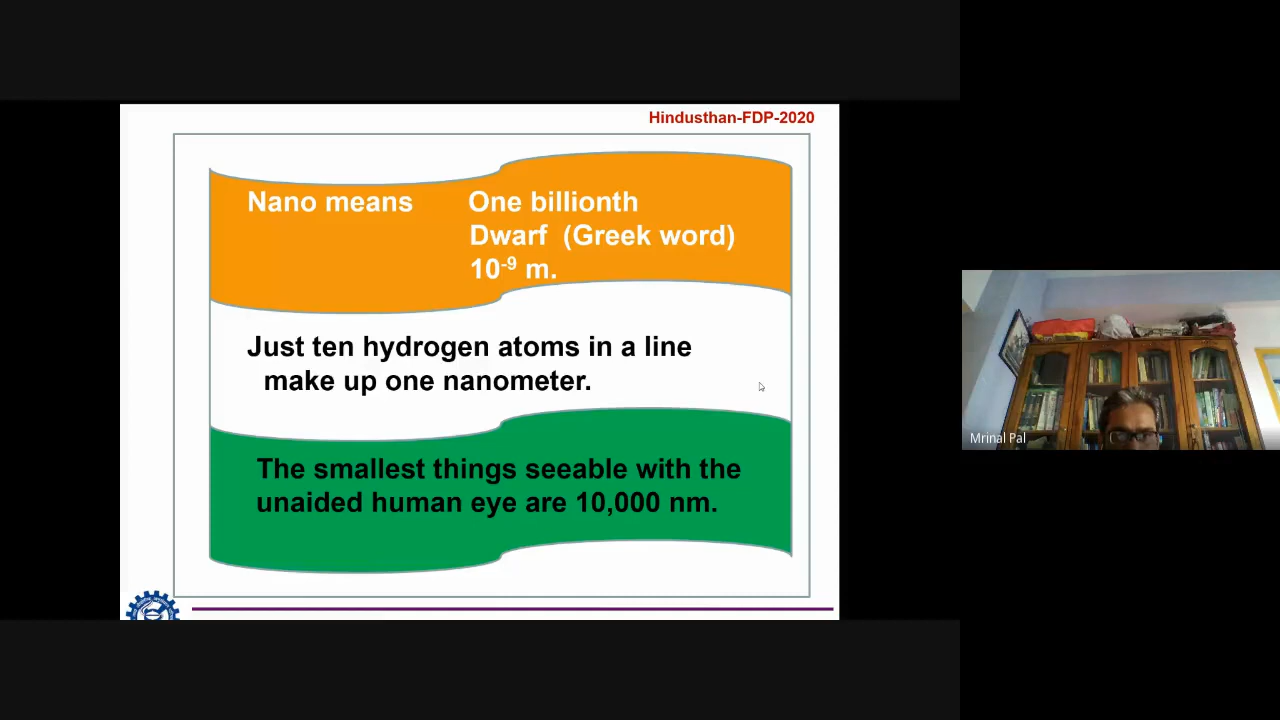 Hindusthan-FDP-2020
Nano means One billionth
Dwarf (Greek word)
10⁻⁹ m.
Just ten hydrogen atoms in a line
make up one nanometer.
The smallest things seeable with the
unaided human eye are 10,000 nm.
Mrinal Pal